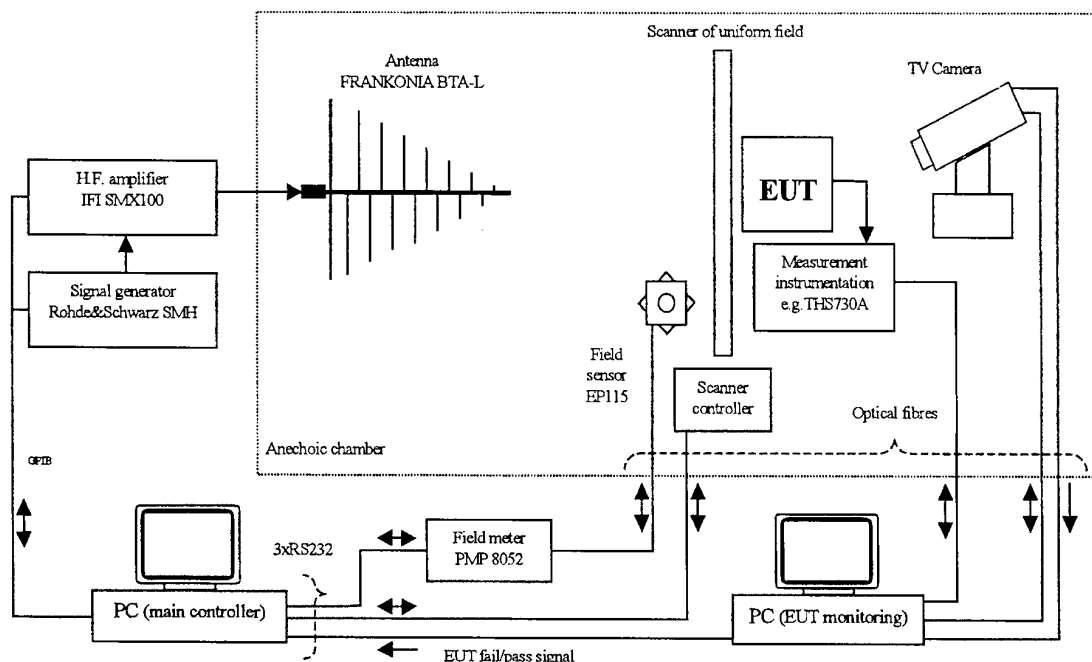 Scanner of uniform field
Antenna
FRANKONIA BTA-L
TV Camera
H.F. amplifier
IFI SMX100
EUT
Signal generator
Rohde&Schwarz SMH
Measurement
instrumentation
e.g. THS730A
Field
sensor
EP115
Scanner
controller
Optical fibres
Anechoic chamber
GPIB
3xRS232
Field meter
PMP 8052
PC (main controller)
PC (EUT monitoring)
EUT fail/pass signal